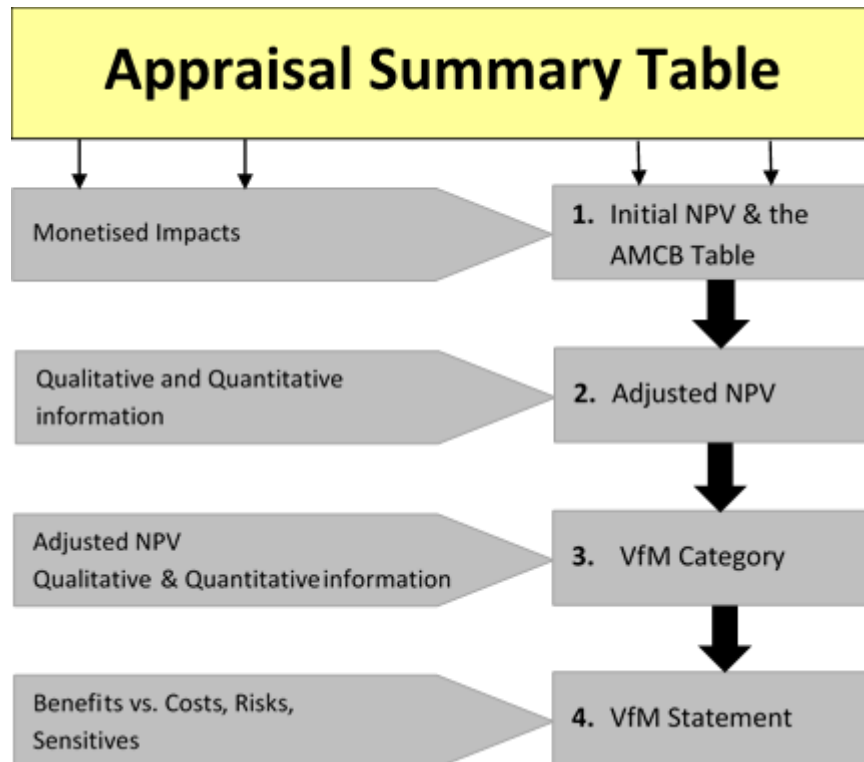 Appraisal Summary Table
Monetised Impacts
1. Initial NPV & the
AMCB Table
Qualitative and Quantitative
information
2. Adjusted NPV
Adjusted NPV
Qualitative & Quantitative information
3. VfM Category
Benefits vs. Costs, Risks,
Sensitives
4. VfM Statement